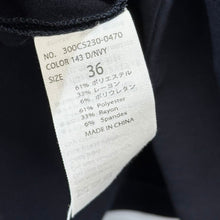 NO. 300CS230-0470
COLOR 143 D/NVY
SIZE 36
61% ポリエステル
33% レーヨン
6% ポリウレタン
61% Polyester
33% Rayon
6% Spandex
MADE IN CHINA